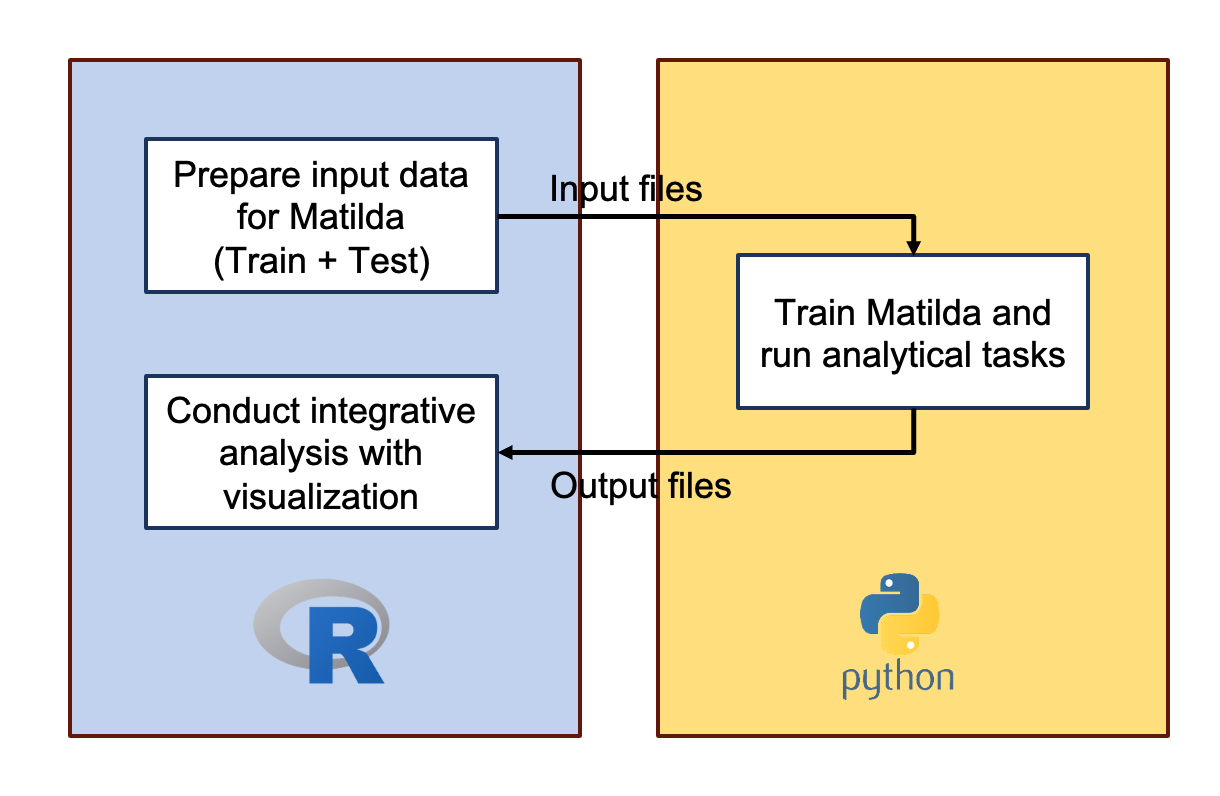 Prepare input data
for Matilda
(Train + Test)
Input files
Train Matilda and
run analytical tasks
Conduct integrative
analysis with
visualization
Output files
R
python